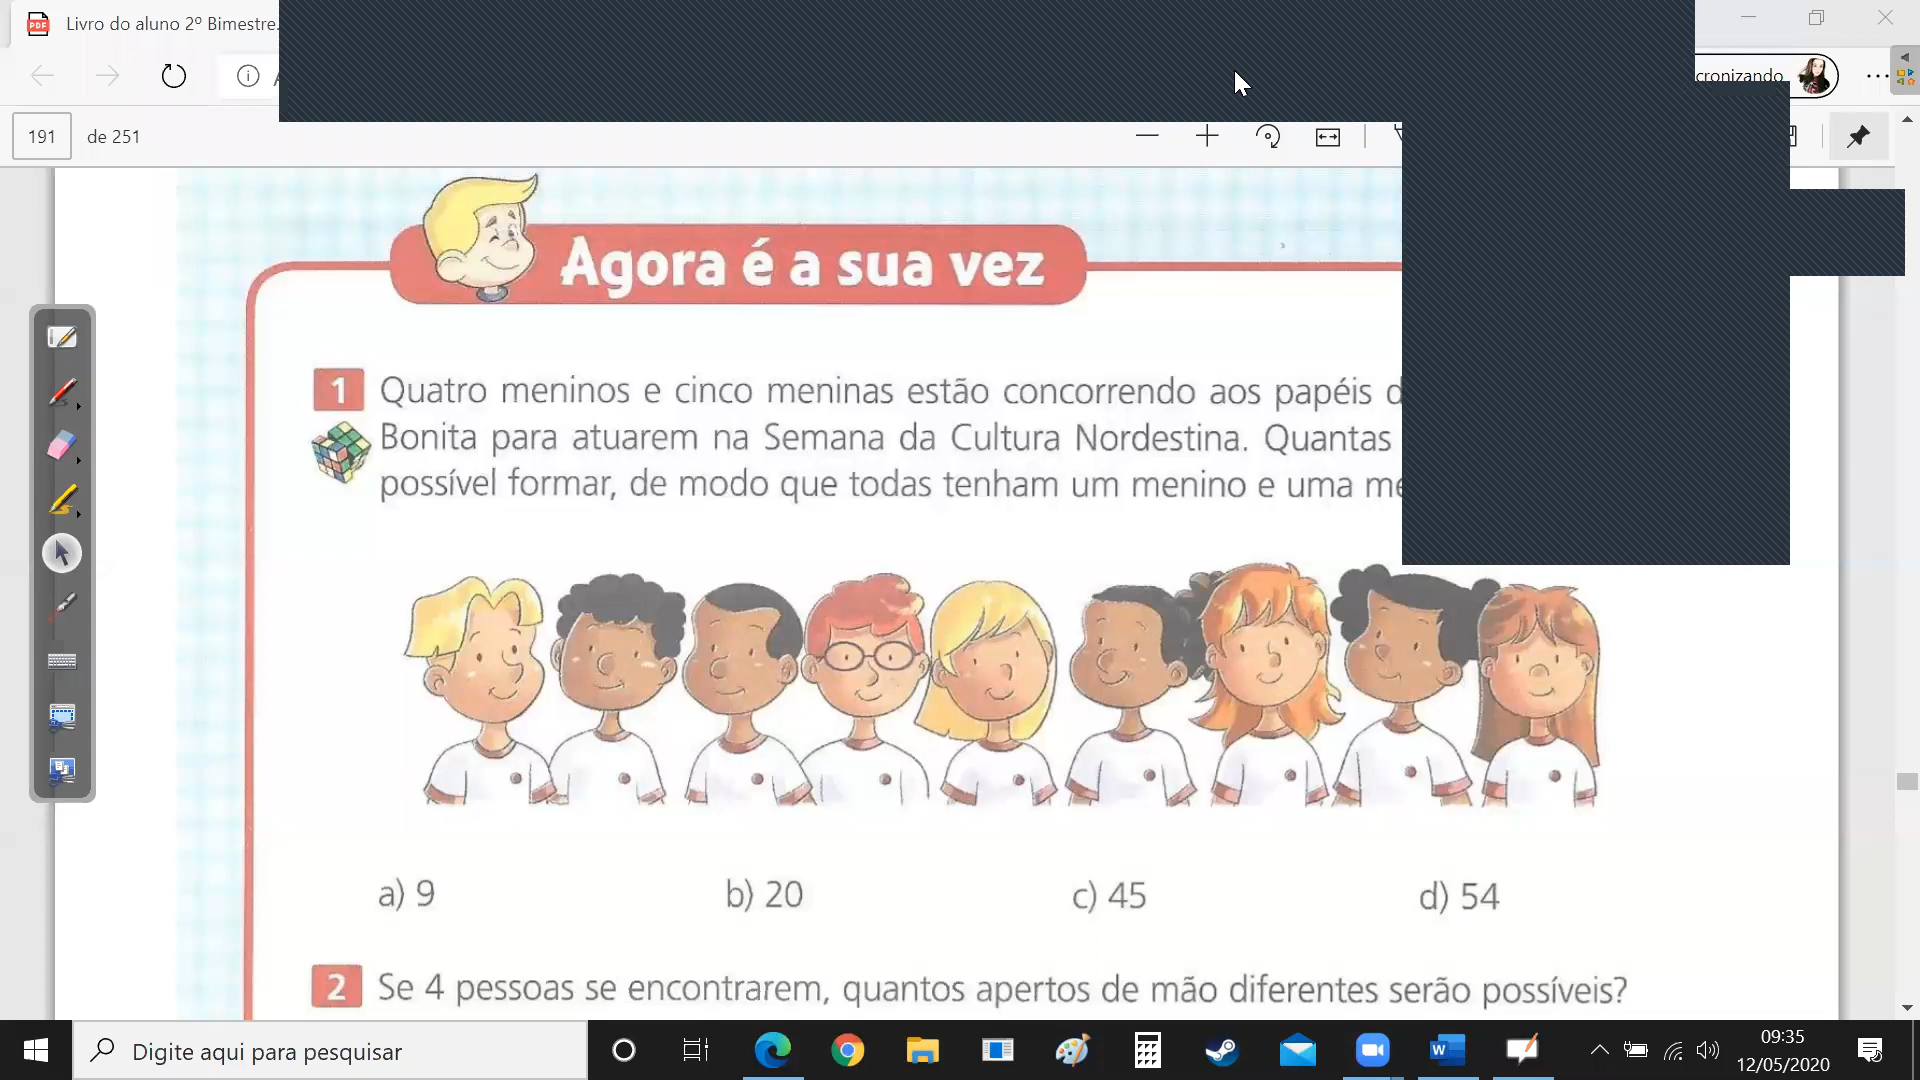 Livro do aluno 2º Bimestre.
cronizando
191 de 251
Agora é a sua vez
1 Quatro meninos e cinco meninas estão concorrendo aos papéis
Bonita para atuarem na Semana da Cultura Nordestina. Quantas
possível formar, de modo que todas tenham um menino e uma
a) 9 b) 20 c) 45 d) 54
2 Se 4 pessoas se encontrarem, quantos apertos de mão diferentes serão possíveis?
Digite aqui para pesquisar
09:35
12/05/2020